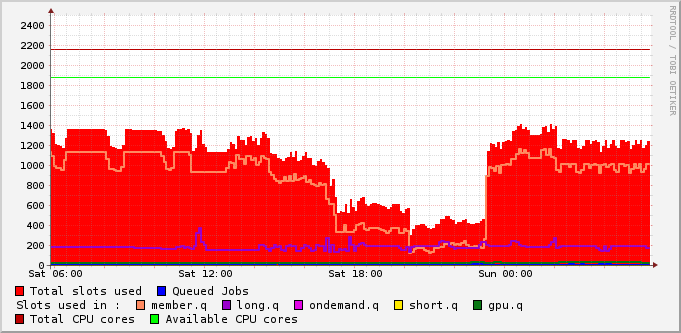 2400
2200
2000
1800
1600
1400
1200
1000
800
600
400
200
0
Sat 06:00 Sat 12:00 Sat 18:00 Sun 00:00
Total slots used Queued Jobs
Slots used in : member.q long.q ondemand.q short.q gpu.q
Total CPU cores Available CPU cores
RRDTOOL / TOBI OETIKER